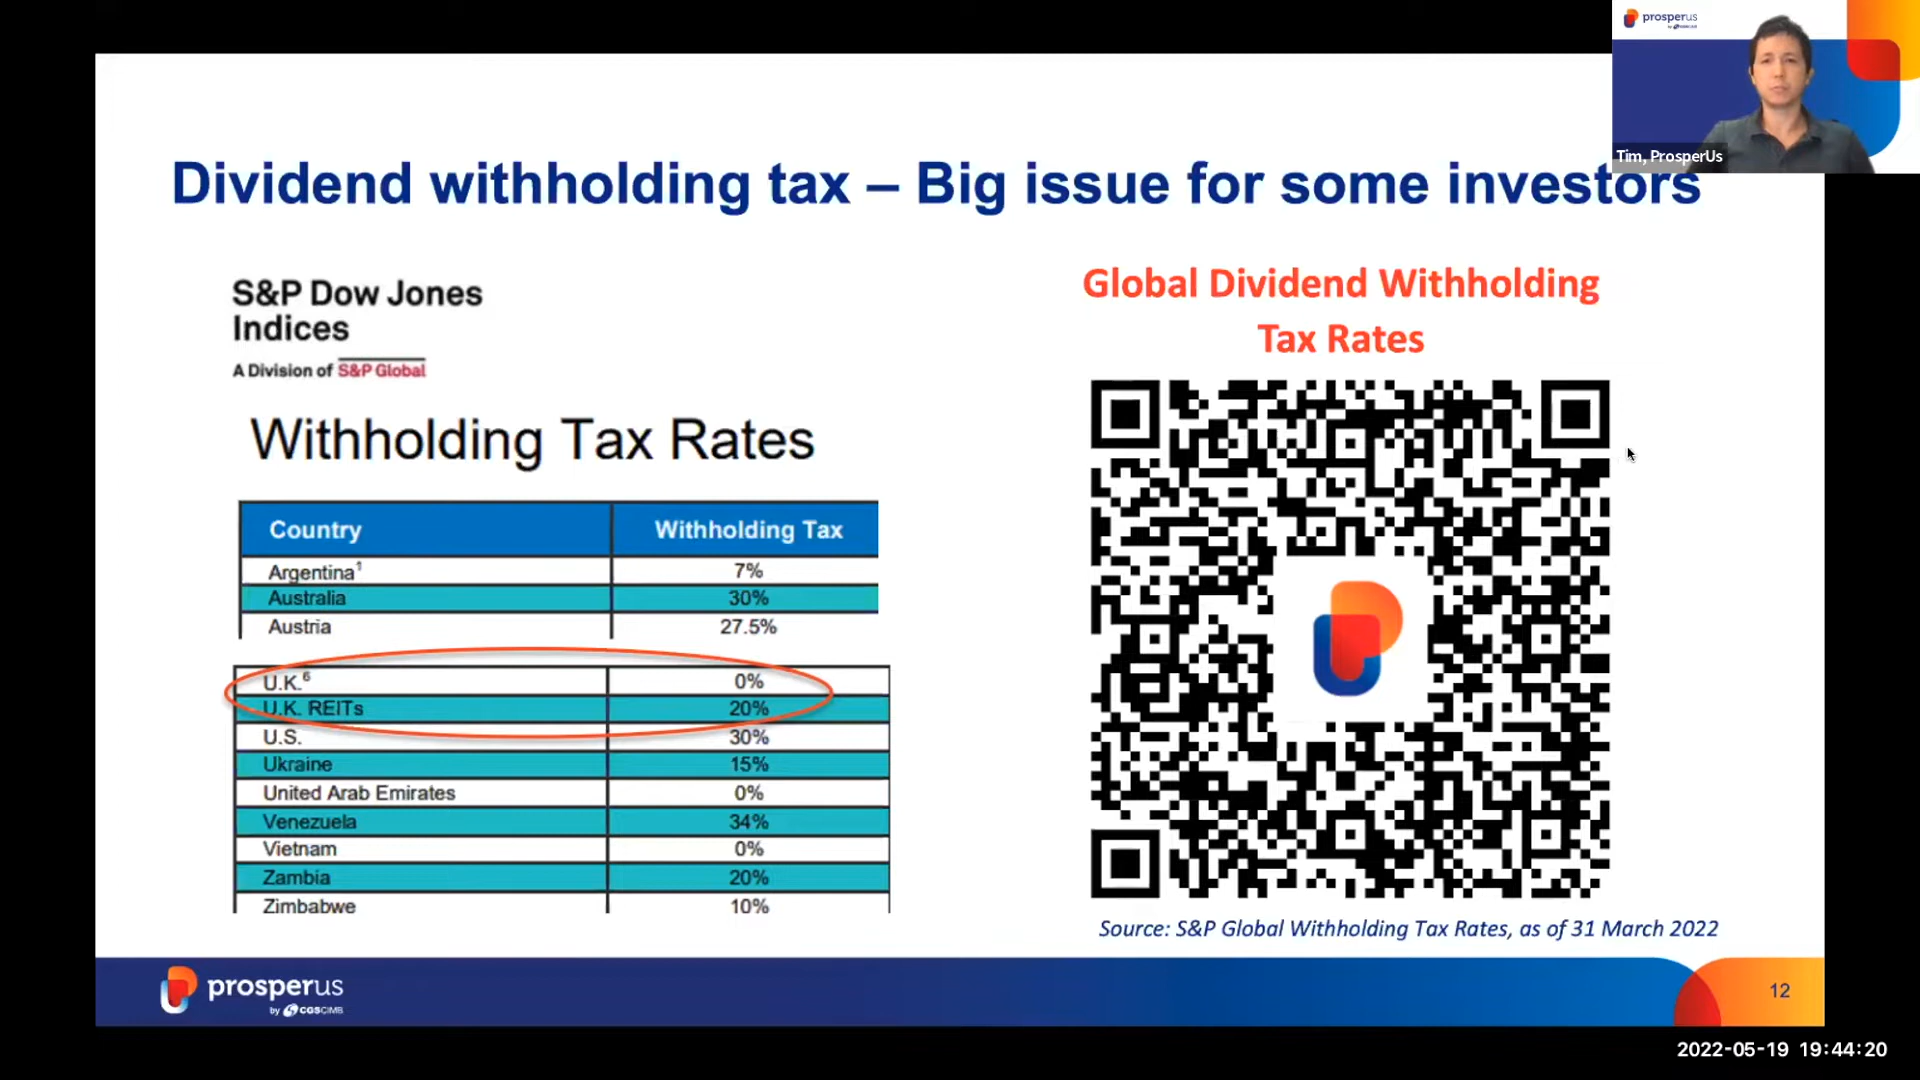 prosperus
Tim, ProsperUs
Dividend withholding tax – Big issue for some investors
S&P Dow Jones
Indices
A Division of S&P Global
Withholding Tax Rates
Country Withholding Tax
Argentina¹ 7%
Australia 30%
Austria 27.5%
U.K.⁶ 0%
U.K. REITs 20%
U.S. 30%
Ukraine 15%
United Arab Emirates 0%
Venezuela 34%
Vietnam 0%
Zambia 20%
Zimbabwe 10%
Global Dividend Withholding
Tax Rates
Source: S&P Global Withholding Tax Rates, as of 31 March 2022
prosperus
by CGSCIMB
12
2022-05-19 19:44:20